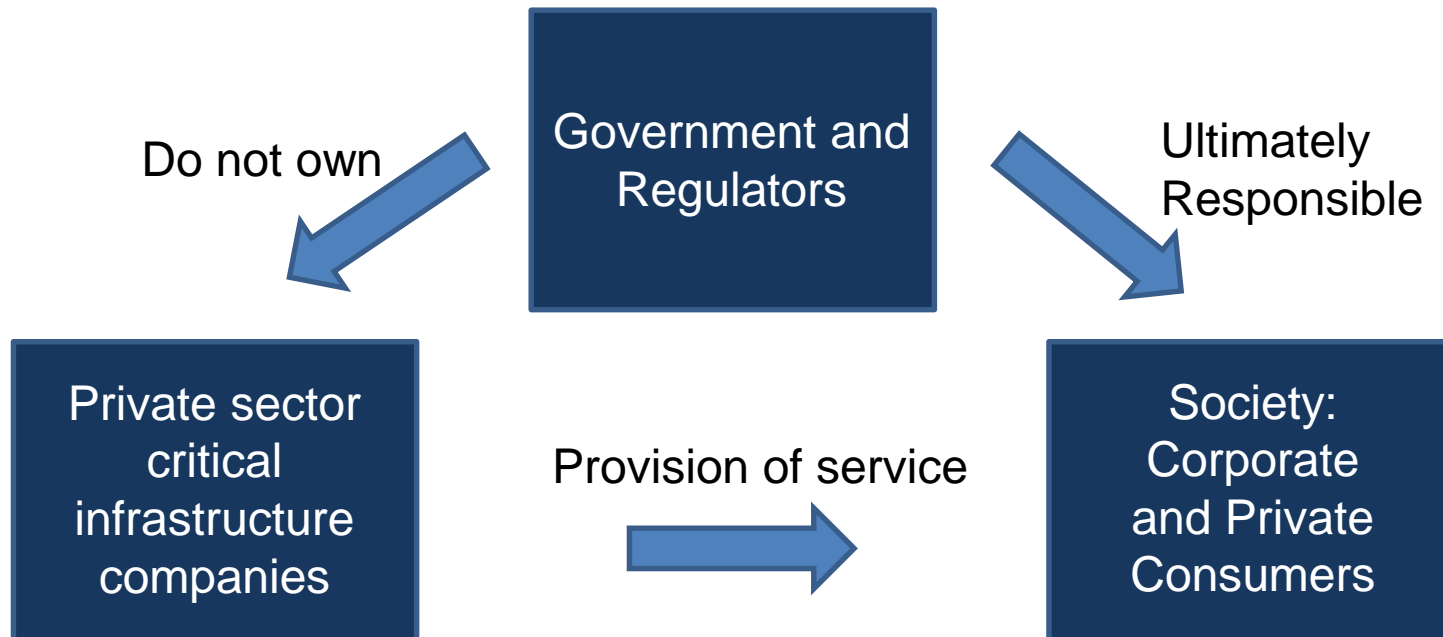 Government and
Regulators
Do not own
Ultimately
Responsible
Private sector
critical
infrastructure
companies
Provision of service
Society:
Corporate
and Private
Consumers